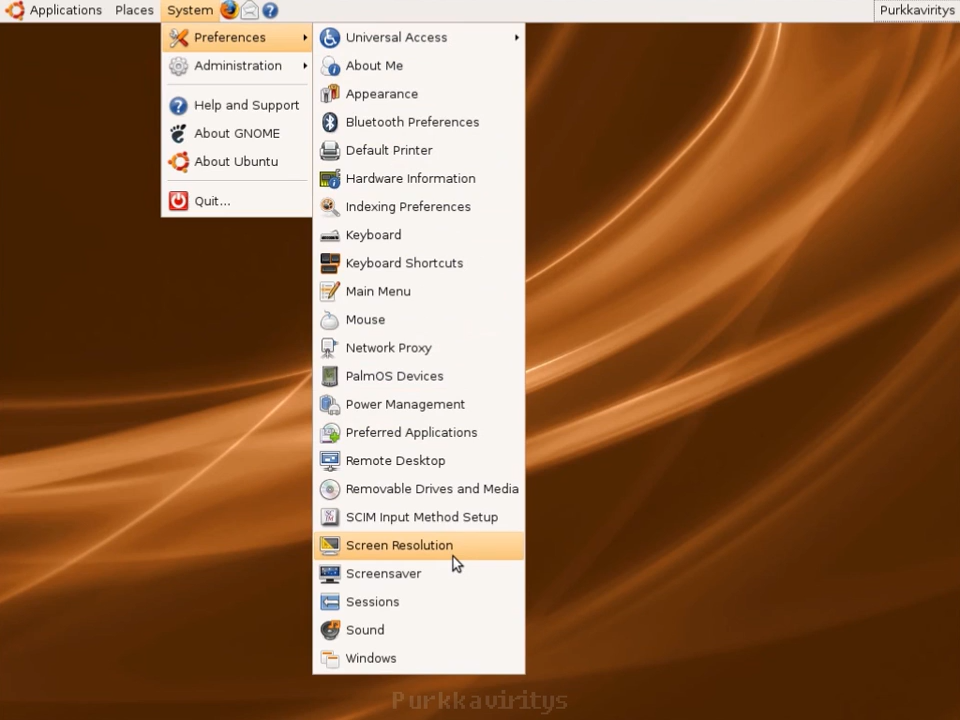 Applications Places System Purkkaviritys
Preferences
Administration
Help and Support
About GNOME
About Ubuntu
Quit...
Universal Access
About Me
Appearance
Bluetooth Preferences
Default Printer
Hardware Information
Indexing Preferences
Keyboard
Keyboard Shortcuts
Main Menu
Mouse
Network Proxy
PalmOS Devices
Power Management
Preferred Applications
Remote Desktop
Removable Drives and Media
SCIM Input Method Setup
Screen Resolution
Screensaver
Sessions
Sound
Windows
Purkkaviritys